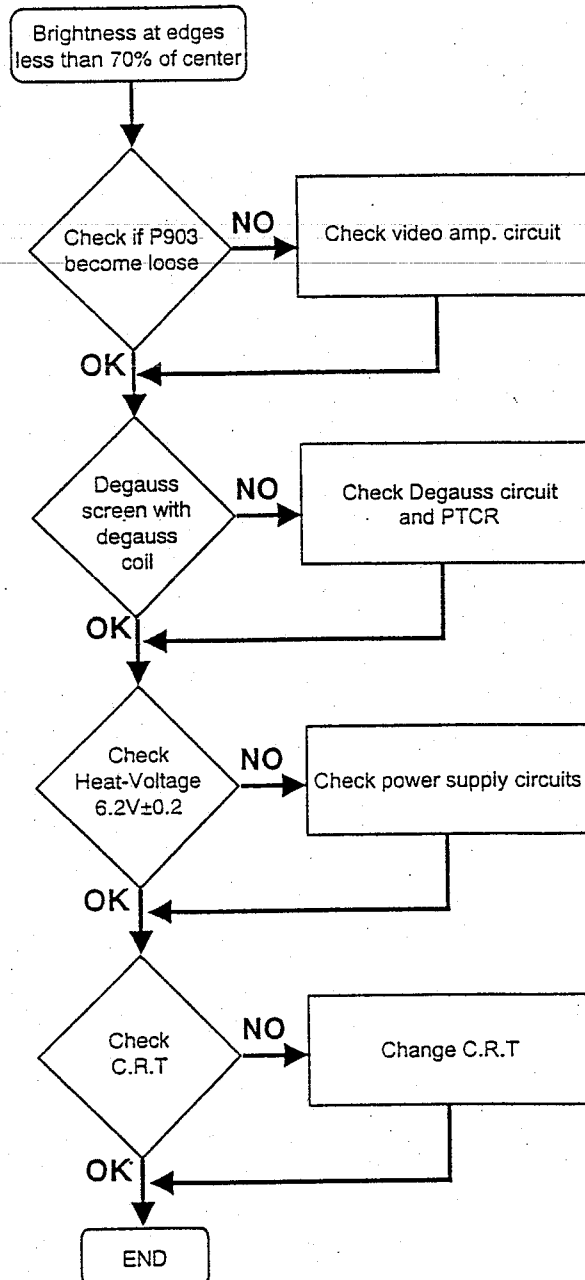 Brightness at edges
less than 70% of center
Check if P903
become loose
NO
Check video amp. circuit
OK
Degauss
screen with
degauss
coil
NO
Check Degauss circuit
and PTCR
OK
Check
Heat-Voltage
6.2V±0.2
NO
Check power supply circuits
OK
Check
C.R.T
NO
Change C.R.T
OK
END